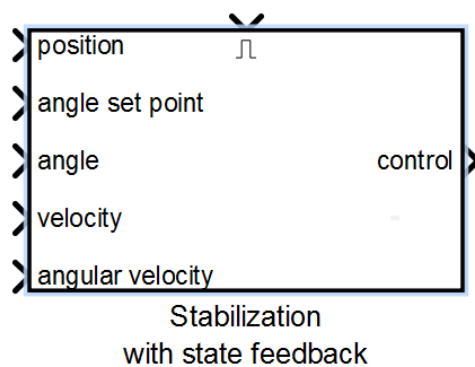 position
angle set point
angle
control
velocity
angular velocity
Stabilization
with state feedback